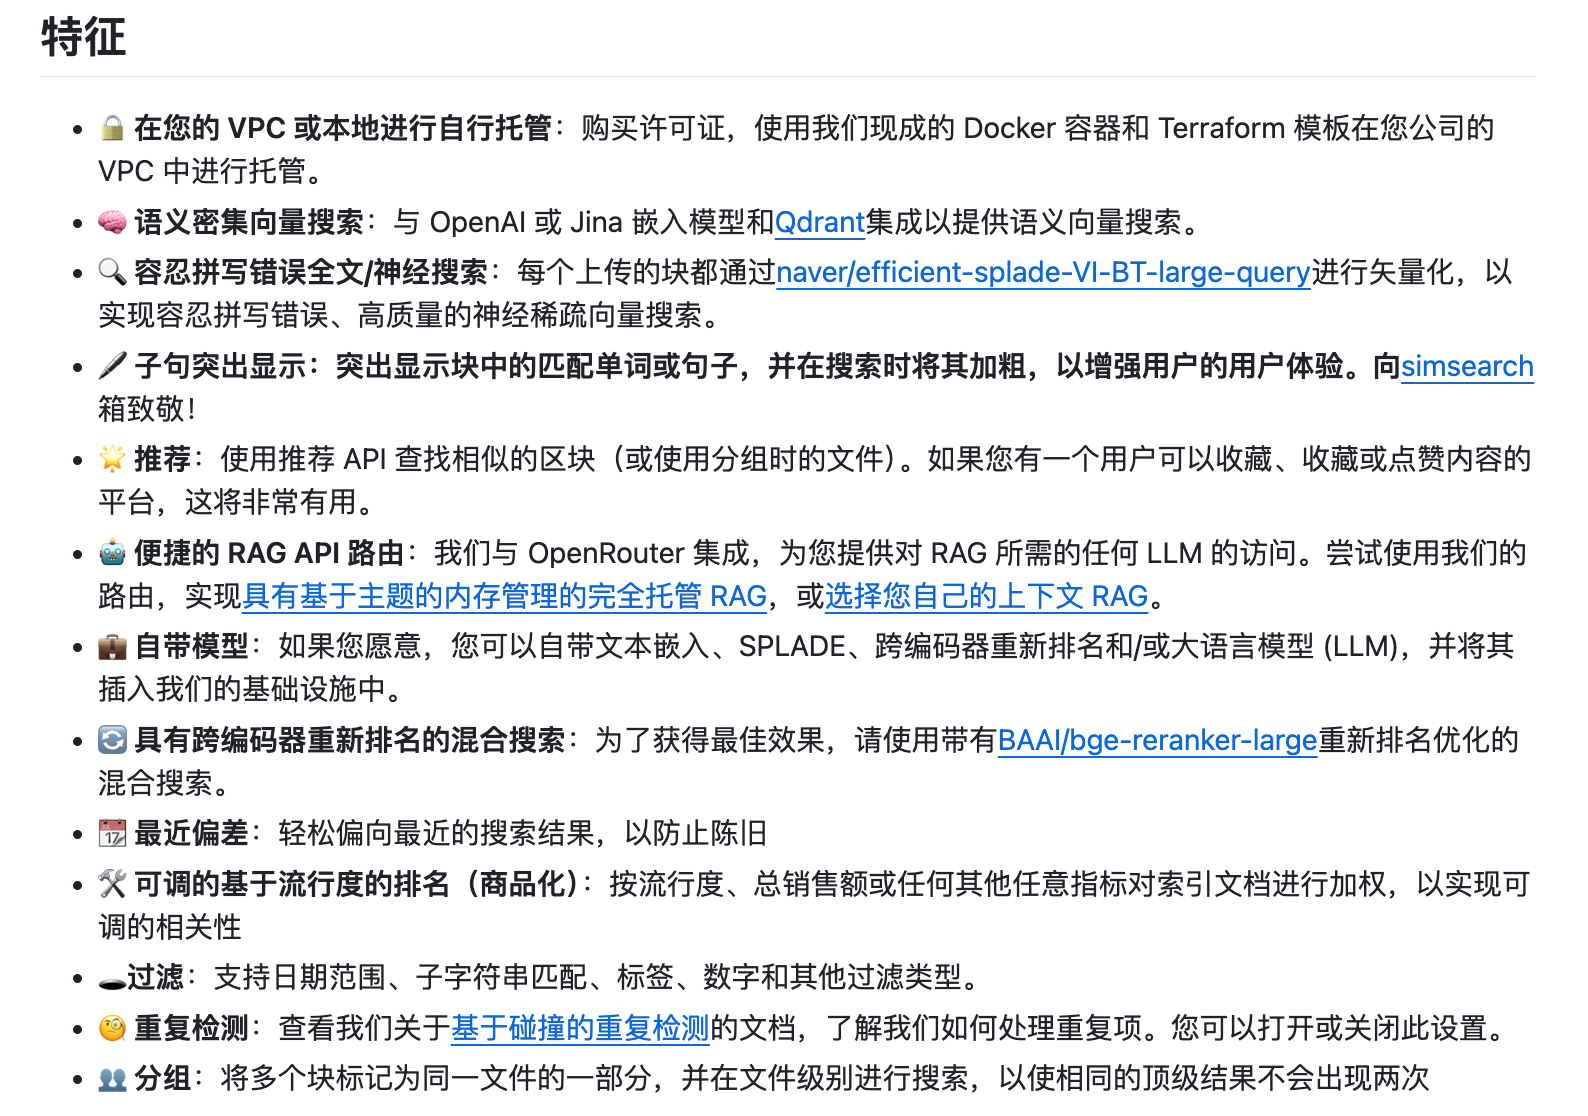 特征
🔒 在您的 VPC 或本地进行自行托管：购买许可证，使用我们现成的 Docker 容器和 Terraform 模板在您公司的
VPC 中进行托管。
🧠 语义密集向量搜索：与 OpenAI 或 Jina 嵌入模型和Qdrant集成以提供语义向量搜索。
🔍 容忍拼写错误全文/神经搜索：每个上传的块都通过naver/efficient-splade-VI-BT-large-query进行矢量化，以
实现容忍拼写错误、高质量的神经稀疏向量搜索。
🖋️ 子句突出显示：突出显示块中的匹配单词或句子，并在搜索时将其加粗，以增强用户的用户体验。向simsearch
箱致敬！
🌟 推荐：使用推荐 API 查找相似的区块（或使用分组时的文件）。如果您有一个用户可以收藏、收藏或点赞内容的
平台，这将非常有用。
🤖 便捷的 RAG API 路由：我们与 OpenRouter 集成，为您提供对 RAG 所需的任何 LLM 的访问。尝试使用我们的
路由，实现具有基于主题的内存管理的完全托管 RAG，或选择您自己的上下文 RAG。
💼 自带模型：如果您愿意，您可以自带文本嵌入、SPLADE、跨编码器重新排名和/或大语言模型 (LLM)，并将其
插入我们的基础设施中。
🔄 具有跨编码器重新排名的混合搜索：为了获得最佳效果，请使用带有BAAI/bge-reranker-large重新排名优化的
混合搜索。
📆 最近偏差：轻松偏向最近的搜索结果，以防止陈旧
🛠️ 可调的基于流行度的排名（商品化）：按流行度、总销售额或任何其他任意指标对索引文档进行加权，以实现可
调的相关性
🕳️过滤：支持日期范围、子字符串匹配、标签、数字和其他过滤类型。
🧐 重复检测：查看我们关于基于碰撞的重复检测的文档，了解我们如何处理重复项。您可以打开或关闭此设置。
👥 分组：将多个块标记为同一文件的一部分，并在文件级别进行搜索，以使相同的顶级结果不会出现两次